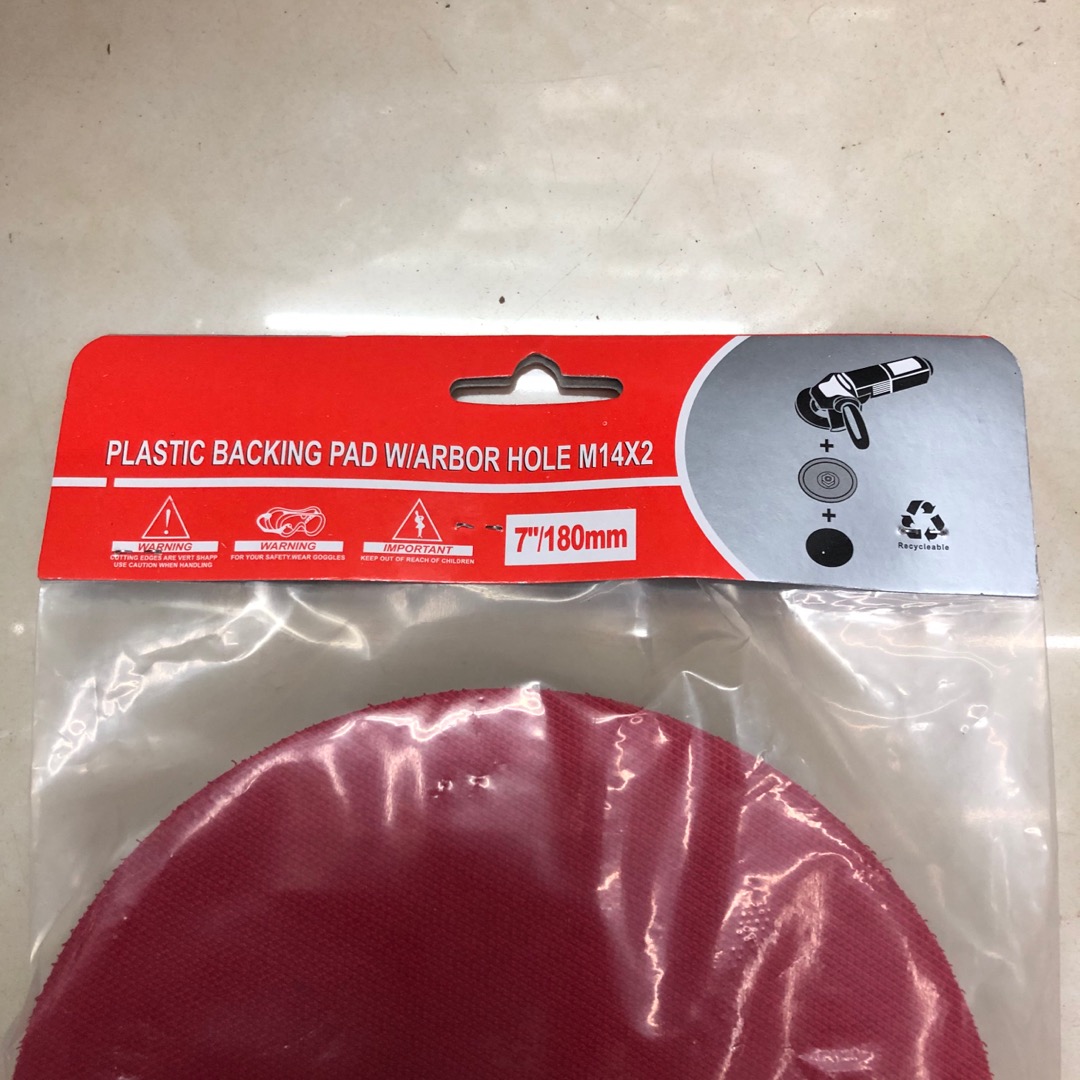 PLASTIC BACKING PAD W/ARBOR HOLE M14X2
WARNING
CUTTING EDGES ARE VERT SHAPP
USE CAUTION WHEN HANDLING
WARNING
FOR YOUR SAFETY.WEAR GOGGLES
IMPORTANT
KEEP OUT OF REACH OF CHILDREN
7"/180mm
+
+
Recycleable